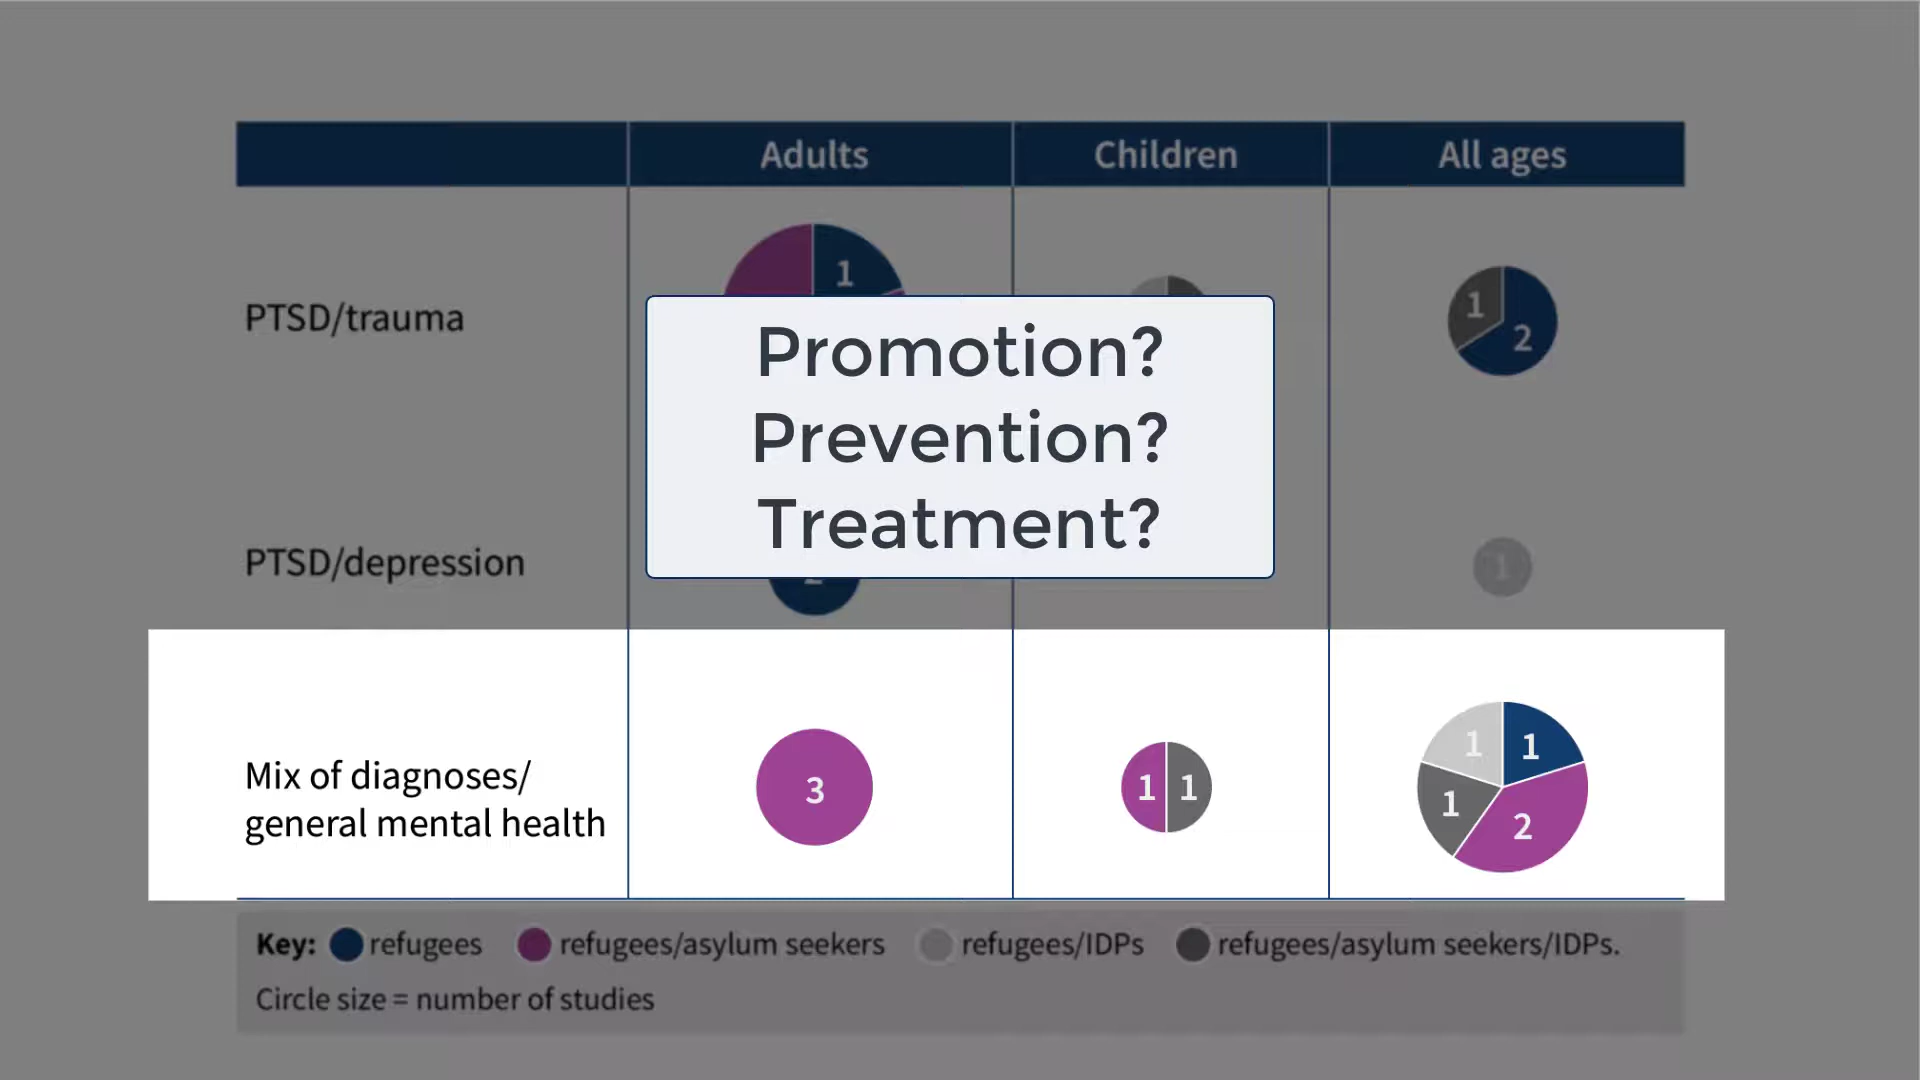 Adults Children All ages
1
PTSD/trauma
1
2
Promotion?
Prevention?
Treatment?
PTSD/depression
1
Mix of diagnoses/
general mental health
3
1 1
1 1
1
2
Key: refugees refugees/asylum seekers refugees/IDPs refugees/asylum seekers/IDPs.
Circle size = number of studies